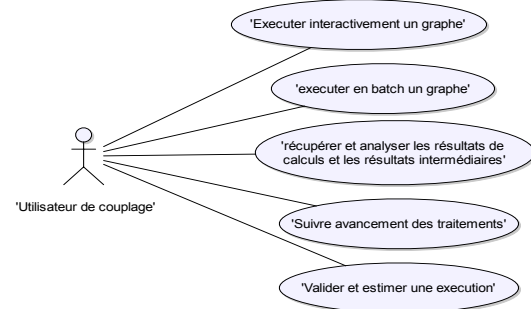 'Executer interactivement un graphe'
'executer en batch un graphe'
'récupérer et analyser les résultats de
calculs et les résultats intermédiaires'
'Utilisateur de couplage'
'Suivre avancement des traitements'
'Valider et estimer une execution'